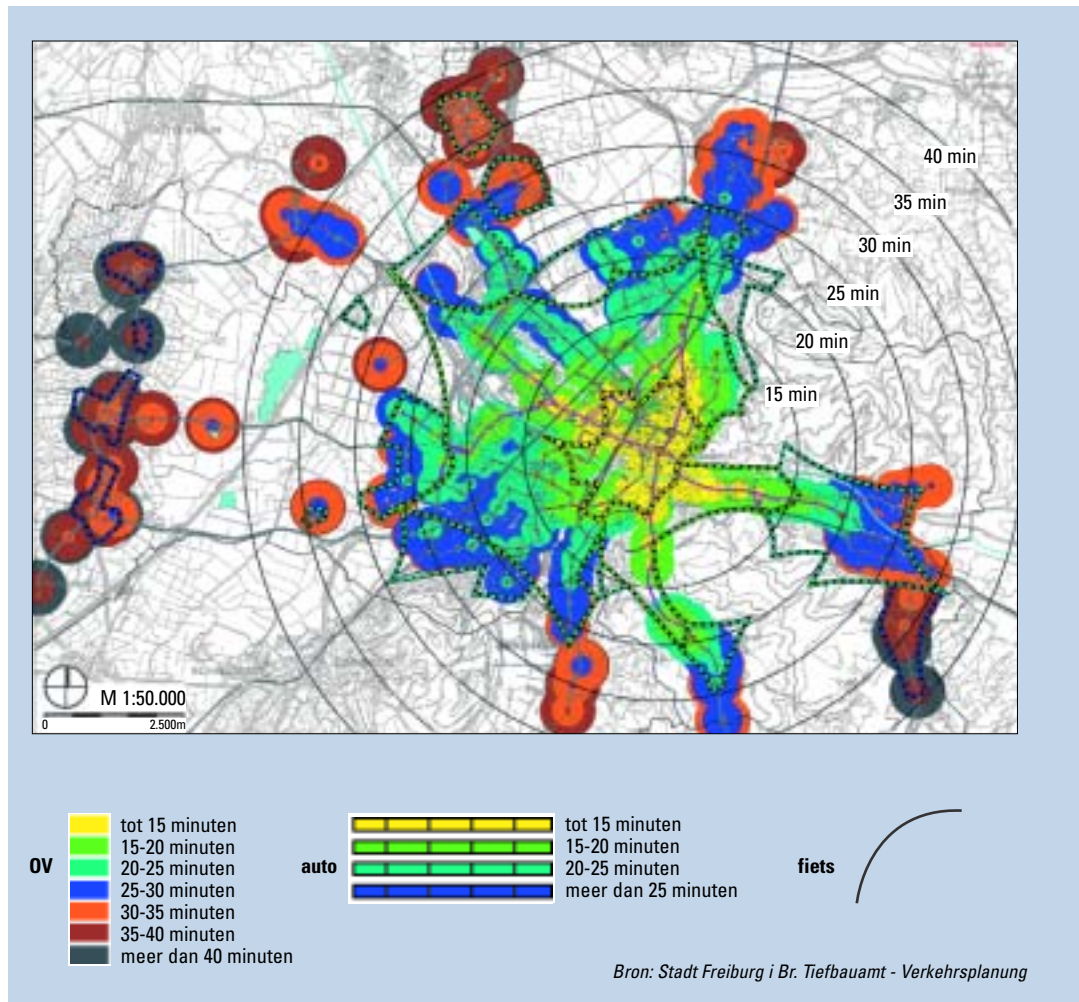 40 min
35 min
30 min
25 min
20 min
15 min
M 1:50.000
0 2.500m
OV
tot 15 minuten
15-20 minuten
20-25 minuten
25-30 minuten
30-35 minuten
35-40 minuten
meer dan 40 minuten
auto
tot 15 minuten
15-20 minuten
20-25 minuten
meer dan 25 minuten
fiets
Bron: Stadt Freiburg i Br. Tiefbauamt - Verkehrsplanung